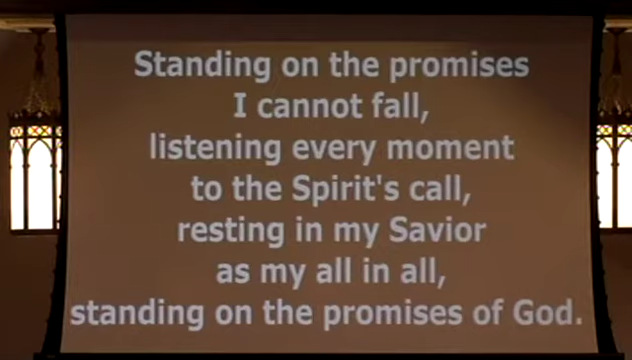 Standing on the promises
I cannot fall,
listening every moment
to the Spirit's call,
resting in my Savior
as my all in all,
standing on the promises of God.